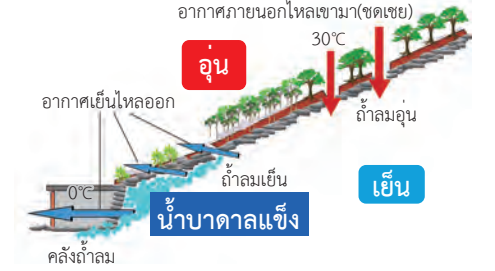 อากาศภายนอกไหลเขามา(ชดเชย)
30℃
อุ่น
อากาศเย็นไหลออก
ถ้ำลมอุ่น
ถ้ำลมเย็น
เย็น
0℃
น้ำบาดาลแข็ง
คลังถ้ำลม